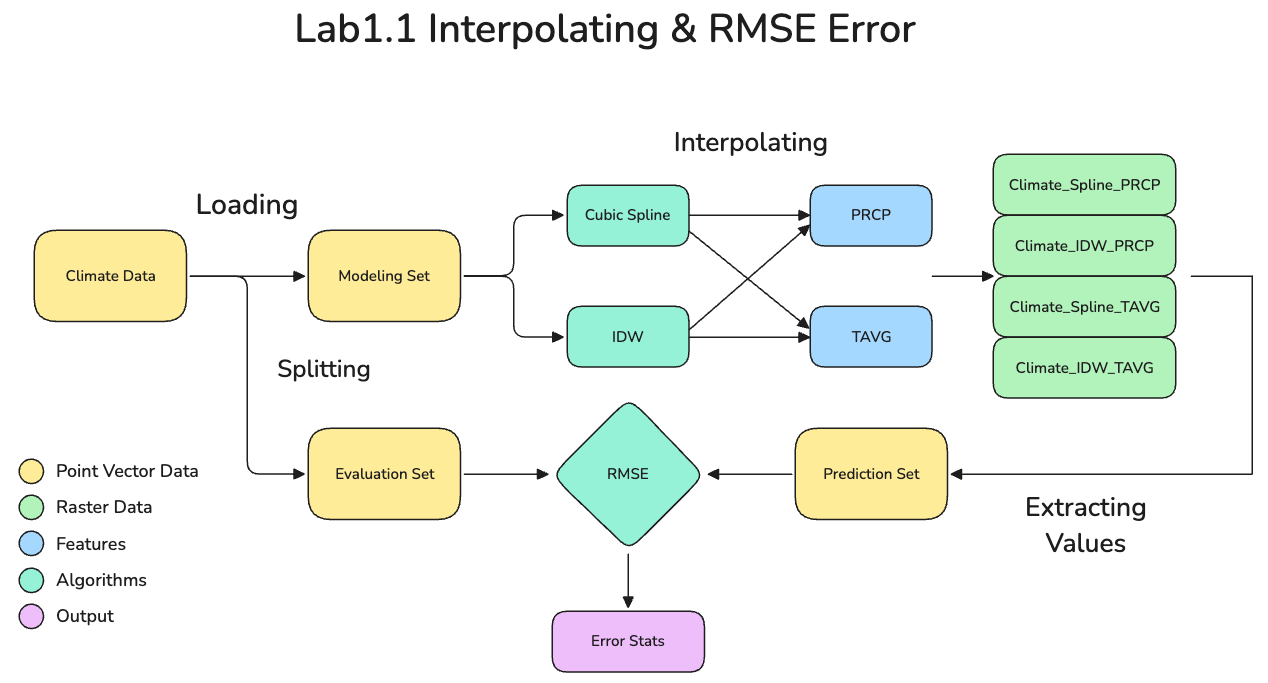 Lab1.1 Interpolating & RMSE Error
Interpolating
Loading
Climate Data
Modeling Set
Cubic Spline
IDW
PRCP
TAVG
Climate_Spline_PRCP
Climate_IDW_PRCP
Climate_Spline_TAVG
Climate_IDW_TAVG
Splitting
Evaluation Set
RMSE
Prediction Set
Extracting
Values
Error Stats
Point Vector Data
Raster Data
Features
Algorithms
Output